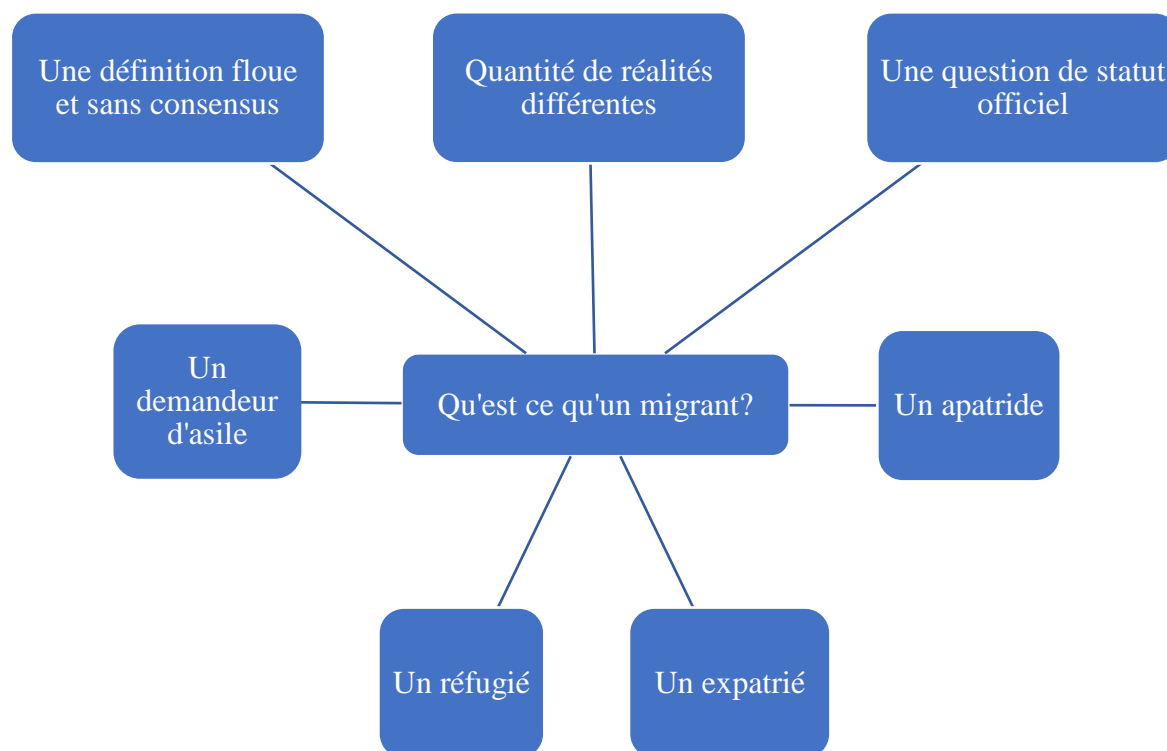 Une définition floue
et sans consensus
Quantité de réalités
différentes
Une question de statut
officiel
Un
demandeur
d'asile
Qu'est ce qu'un migrant?
Un apatride
Un réfugié
Un expatrié